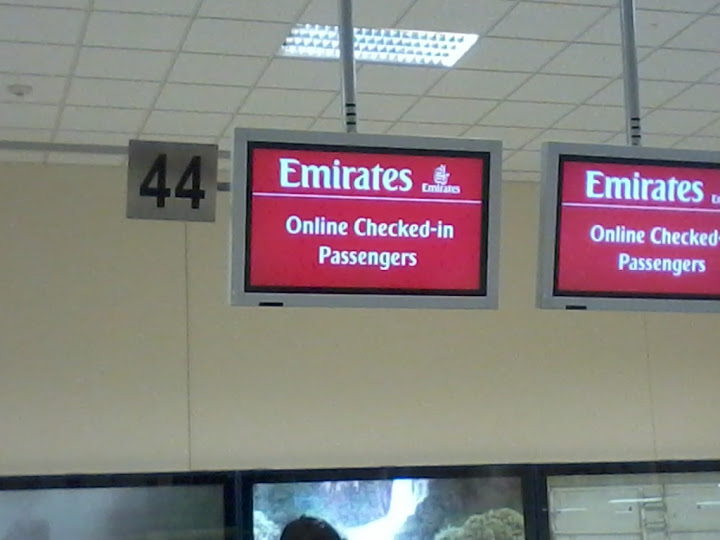 44
Emirates
Emirates
Online Checked-in
Passengers
Emirates
Online Checked-
Passengers